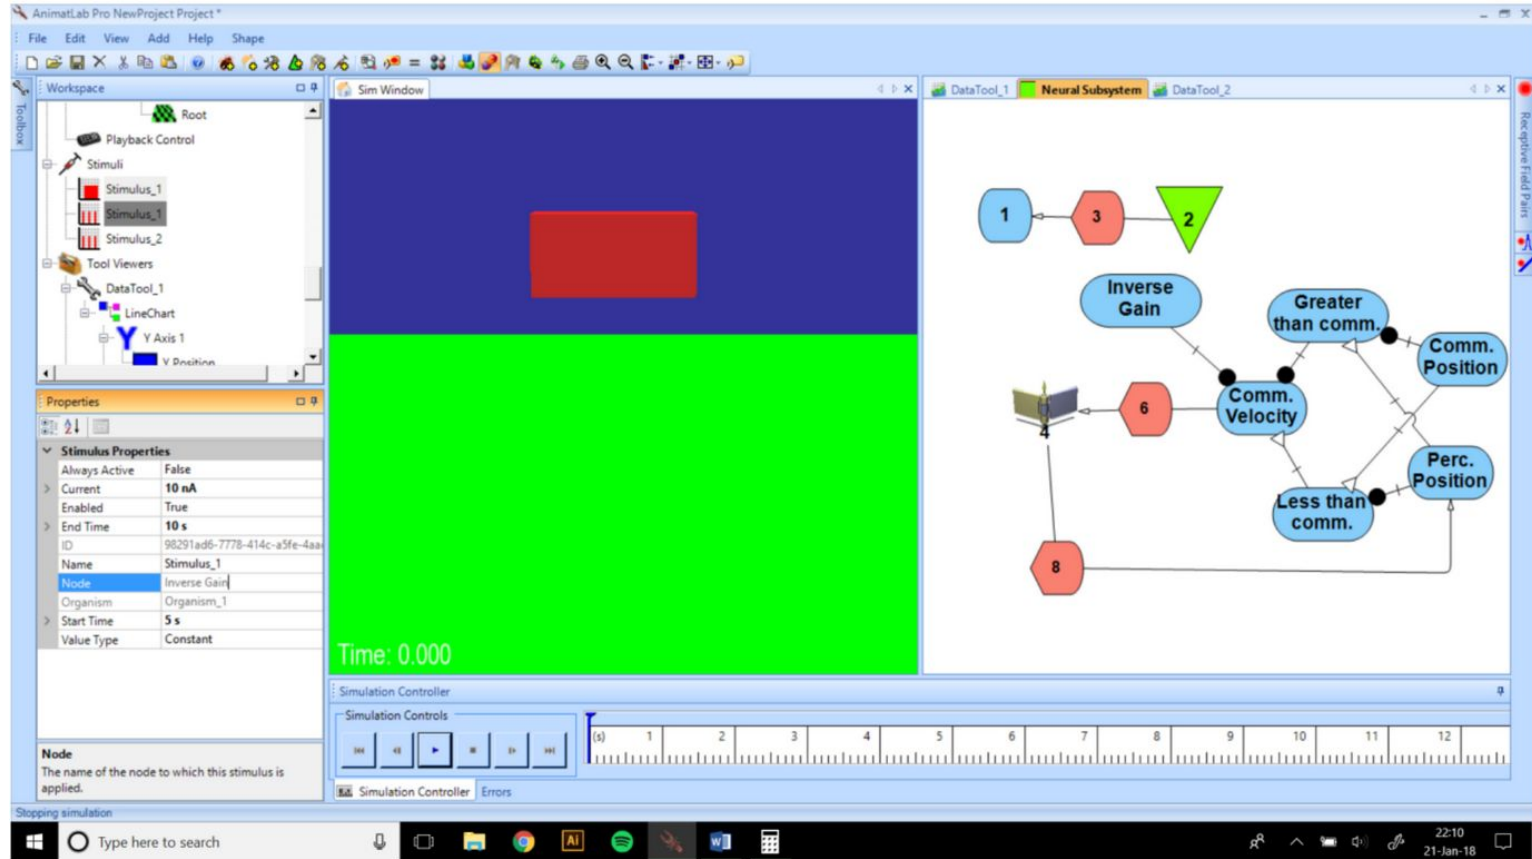 AnimatLab Pro NewProject Project *
File Edit View Add Help Shape
Toolbox
Workspace
Root
Playback Control
Stimuli
Stimulus_1
Stimulus_1
Stimulus_2
Tool Viewers
DataTool_1
LineChart
Y Axis 1
Y Position
Properties
Stimulus Properties
Always Active False
Current 10 nA
Enabled True
End Time 10 s
ID 98291ad6-7778-414c-a5fe-4aa
Name Stimulus_1
Node Inverse Gain
Organism Organism_1
Start Time 5 s
Value Type Constant
Node
The name of the node to which this stimulus is
applied.
Stopping simulation
Sim Window
Time: 0.000
DataTool_1 Neural Subsystem DataTool_2
1 3 2
Inverse
Gain
Greater
than comm.
Comm.
Position
Comm.
Velocity
6
4
Perc.
Position
Less than
comm.
8
Receptive Field Pairs
Simulation Controller
Simulation Controls
(s) 1 2 3 4 5 6 7 8 9 10 11 12
Simulation Controller Errors
Type here to search
Ai
W
22:10
21-Jan-18